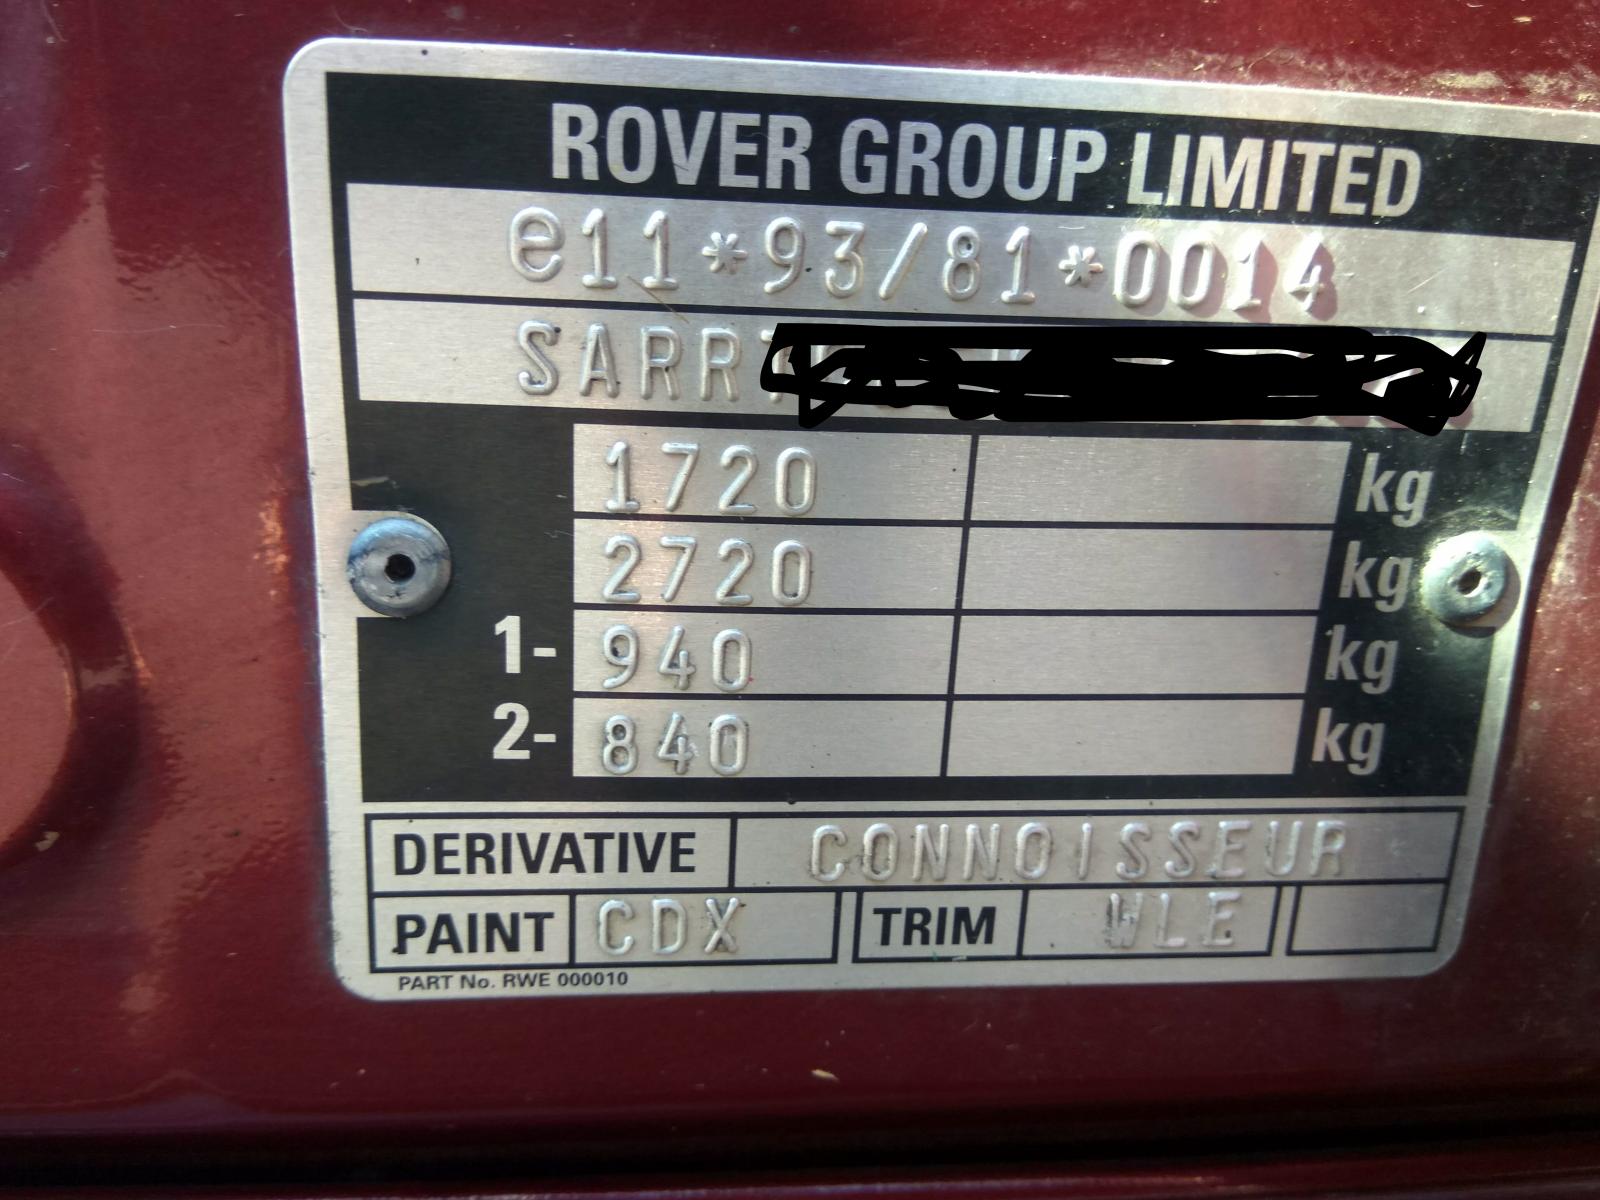 ROVER GROUP LIMITED
e11*93/81*0014
SARR
1720 kg
2720 kg
1- 940 kg
2- 840 kg
DERIVATIVE CONNOISSEUR
PAINT CDX TRIM WLE
PART No. RWE 000010